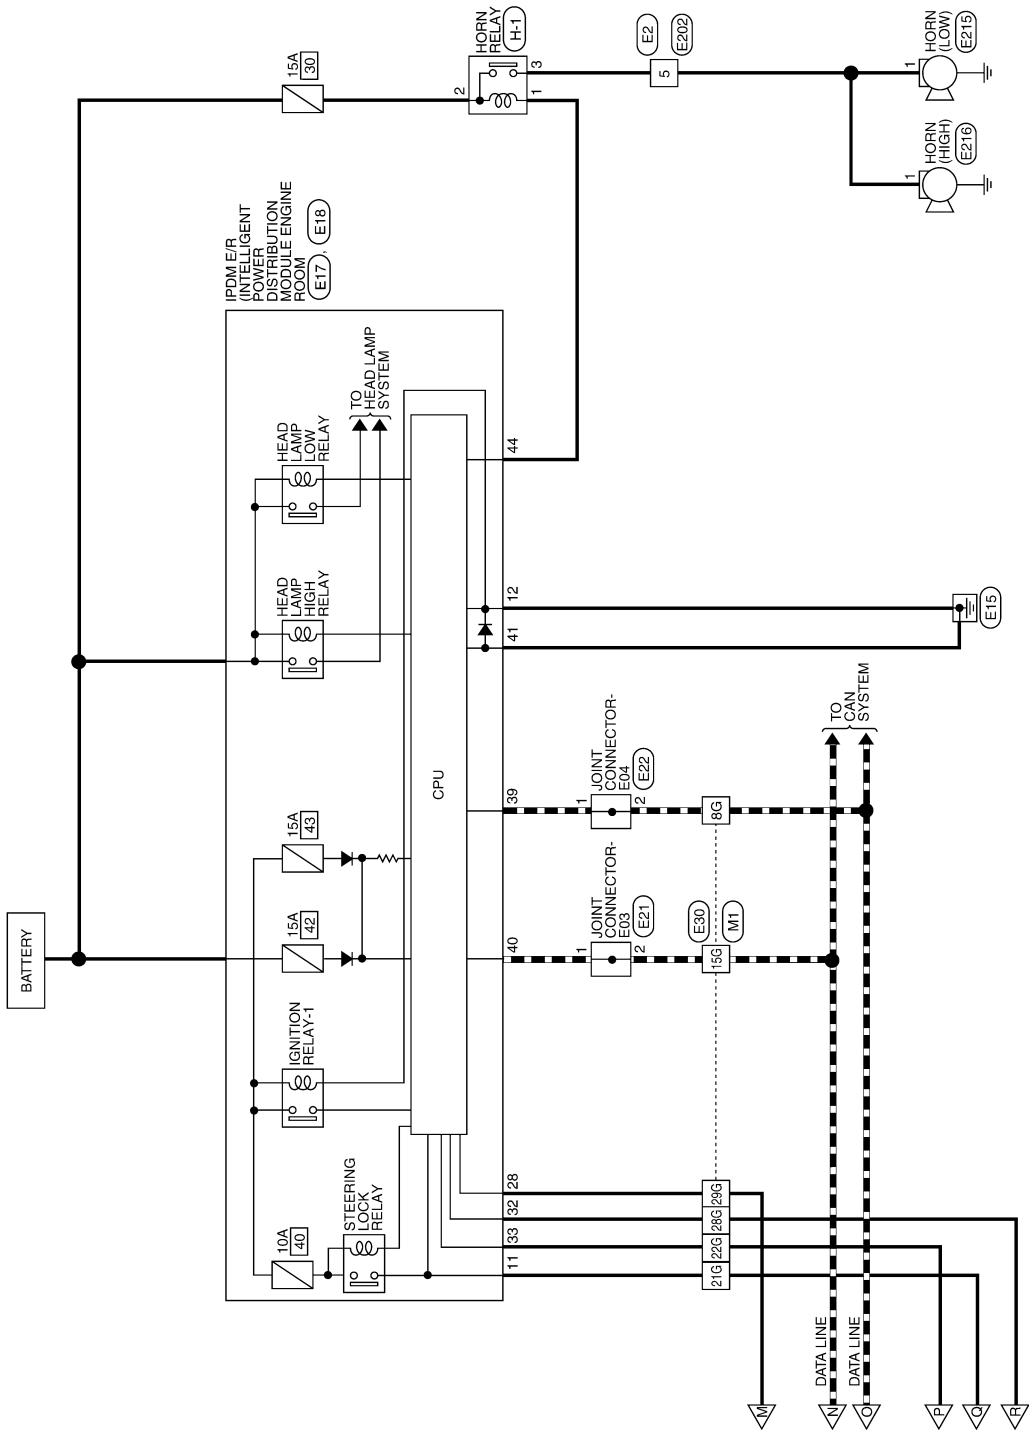 BATTERY
15A
30
HORN
RELAY
H-1
2
3
1
E2
E202
5
1
HORN
(LOW)
E215
1
HORN
(HIGH)
E216
IPDM E/R
(INTELLIGENT
POWER
DISTRIBUTION
MODULE ENGINE
ROOM
E17 , E18
10A
40
STEERING
LOCK
RELAY
IGNITION
RELAY-1
15A
42
15A
43
HEAD
LAMP
HIGH
RELAY
HEAD
LAMP
LOW
RELAY
TO
HEAD LAMP
SYSTEM
CPU
11
33
32
28
40
39
41
12
44
1
JOINT
CONNECTOR-
E03
E21
2
1
JOINT
CONNECTOR-
E04
E22
2
21G
22G
28G
29G
15G
E30
M1
8G
E15
TO
CAN
SYSTEM
DATA LINE
DATA LINE
M
N
O
P
Q
R